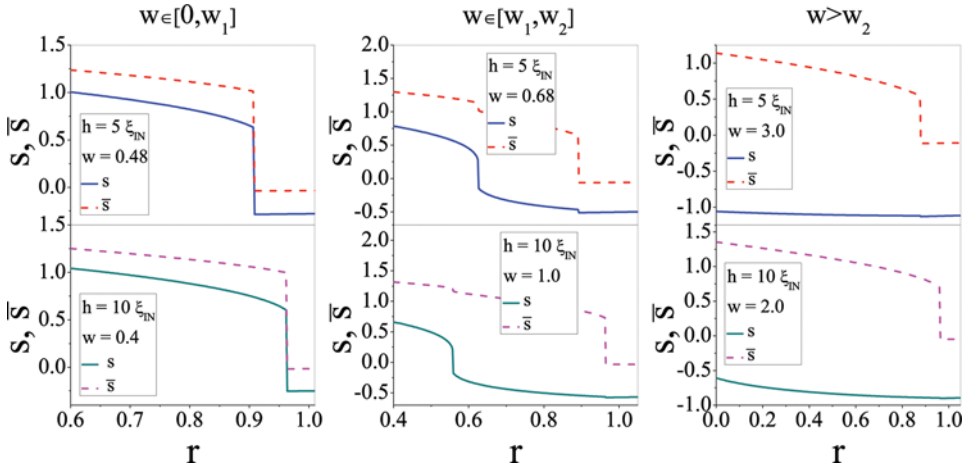 w∈[0,w₁]
w∈[w₁,w₂]
w>w₂
s, s̅
1.5
1.0
0.5
0.0
h = 5 ξIN
w = 0.48
s
s̅
2.0
1.5
1.0
0.5
0.0
-0.5
h = 5 ξIN
w = 0.68
s
s̅
s, s̅
1.0
0.5
0.0
-0.5
-1.0
h = 5 ξIN
w = 3.0
s
s̅
s, s̅
1.5
1.0
0.5
0.0
h = 10 ξIN
w = 0.4
s
s̅
2.0
1.5
1.0
0.5
0.0
-0.5
h = 10 ξIN
w = 1.0
s
s̅
s, s̅
1.5
1.0
0.5
0.0
-0.5
-1.0
h = 10 ξIN
w = 2.0
s
s̅
0.6 0.7 0.8 0.9 1.0
0.4 0.6 0.8 1.0
0.0 0.2 0.4 0.6 0.8 1.0
r
r
r